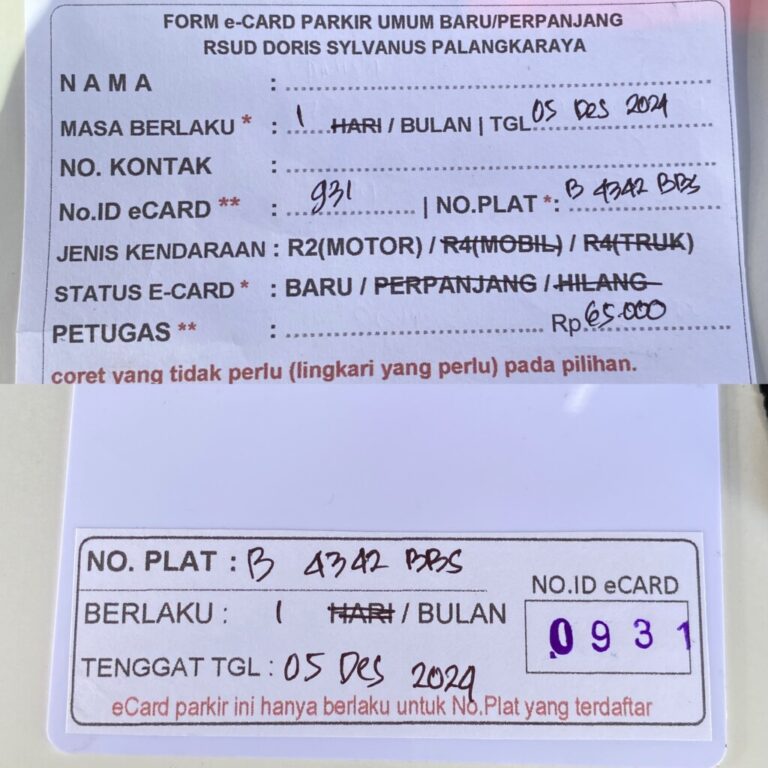 FORM e-CARD PARKIR UMUM BARU/PERPANJANG
RSUD DORIS SYLVANUS PALANGKARAYA
N A M A :
MASA BERLAKU * : 1 HARI / BULAN | TGL 05 Des 2024
NO. KONTAK :
No.ID eCARD ** : 931 | NO.PLAT *: B 4342 BBS
JENIS KENDARAAN : R2(MOTOR) / R4(MOBIL) / R4(TRUK)
STATUS E-CARD * : BARU / PERPANJANG / HILANG
PETUGAS ** : Rp. 65.000
coret yang tidak perlu (lingkari yang perlu) pada pilihan.
NO. PLAT : B 4342 BBS
NO.ID eCARD
BERLAKU : 1 HARI / BULAN
0931
TENGGAT TGL : 05 Des 2024
eCard parkir ini hanya berlaku untuk No.Plat yang terdaftar